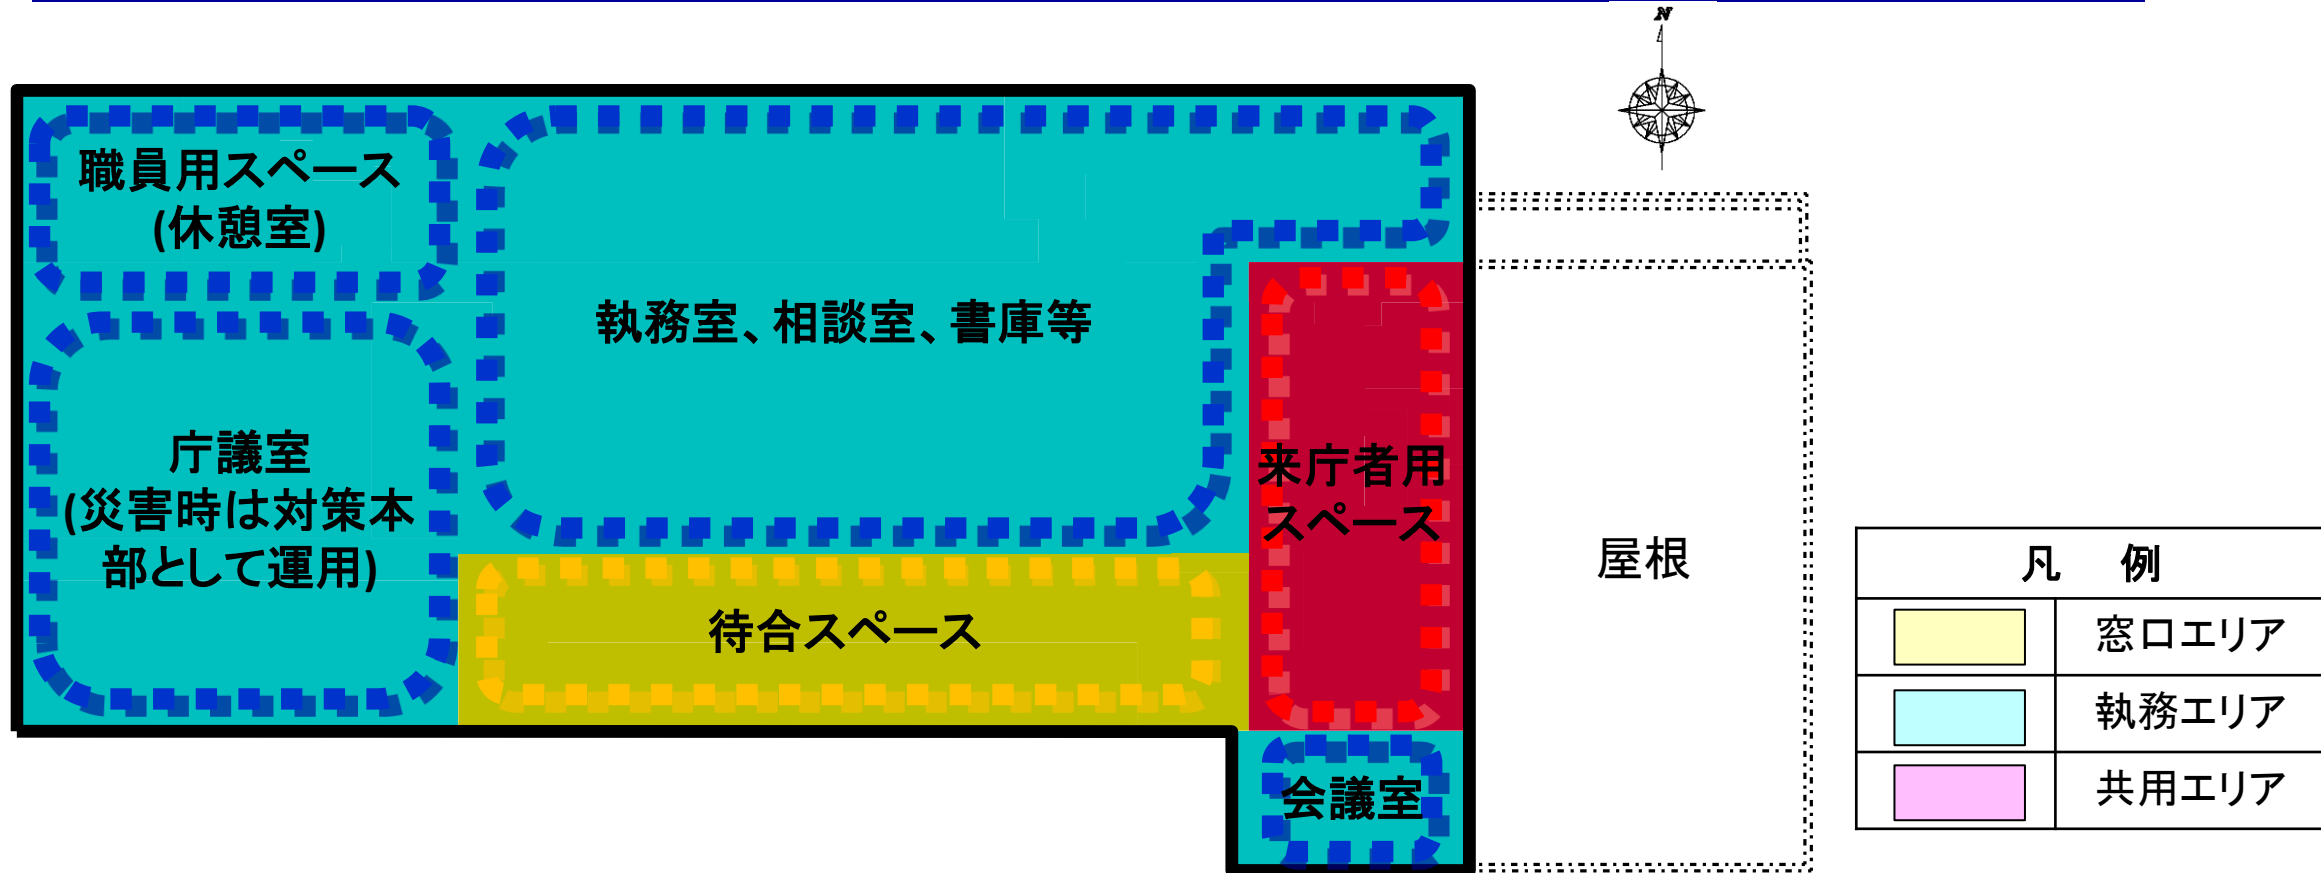 N
職員用スペース
(休憩室)
執務室、相談室、書庫等
庁議室
(災害時は対策本
部として運用)
来庁者用
スペース
待合スペース
会議室
屋根
凡　例
窓口エリア
執務エリア
共用エリア